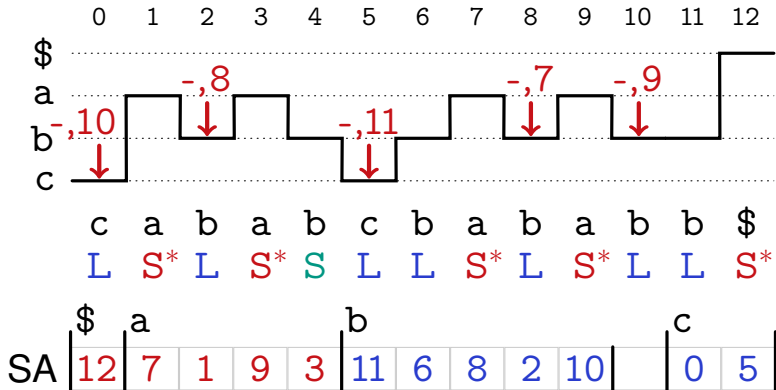 0 1 2 3 4 5 6 7 8 9 10 11 12
$
-,8 -,7 -,9
a
-,10 -,11
b
c
c a b a b c b a b a b b $
L S* L S* S L L S* L S* L L S*
$ a b c
SA 12 7 1 9 3 11 6 8 2 10 0 5